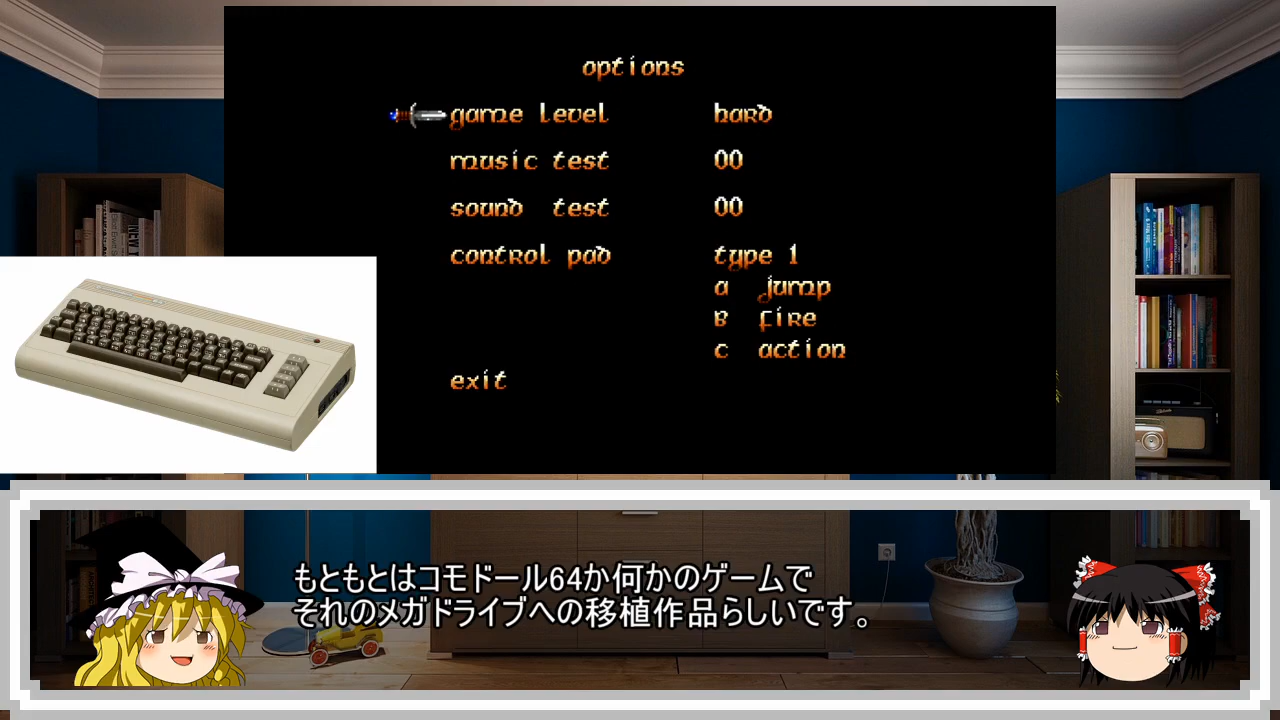 options
game level hard
music test 00
sound test 00
control pad type 1
a jump
B fire
c action
exit
もともとはコモドール64か何かのゲームで
それのメガドライブへの移植作品らしいです。